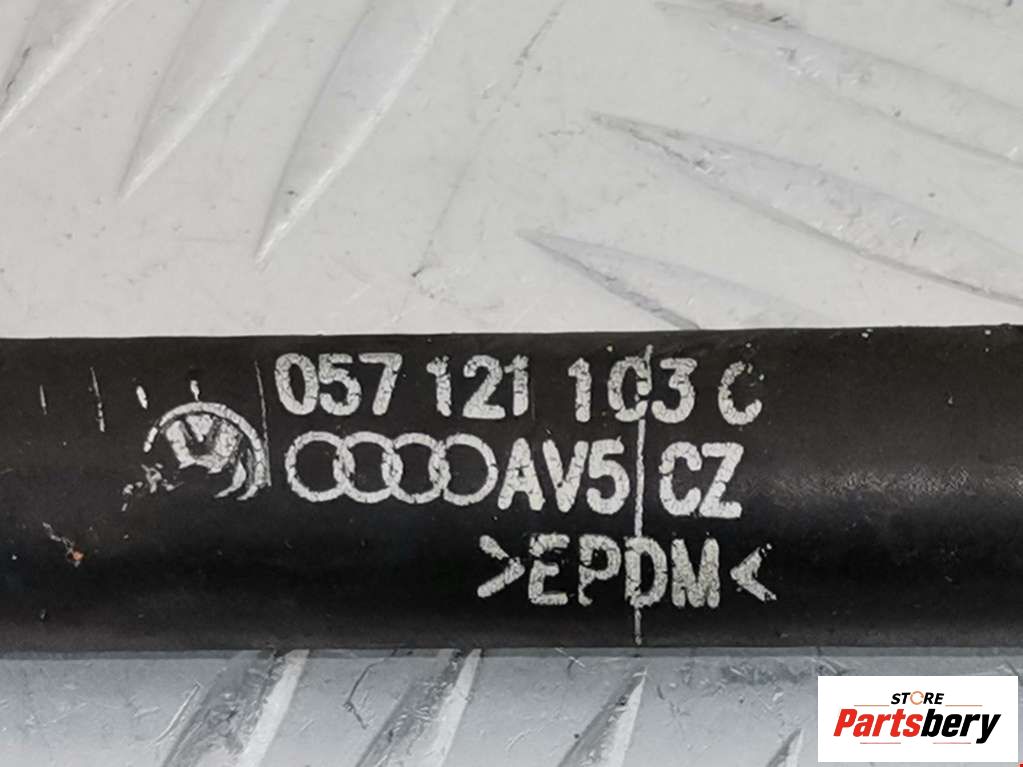 057 121 103 C
AV5 CZ
>EPDM<
STORE
Partsbery